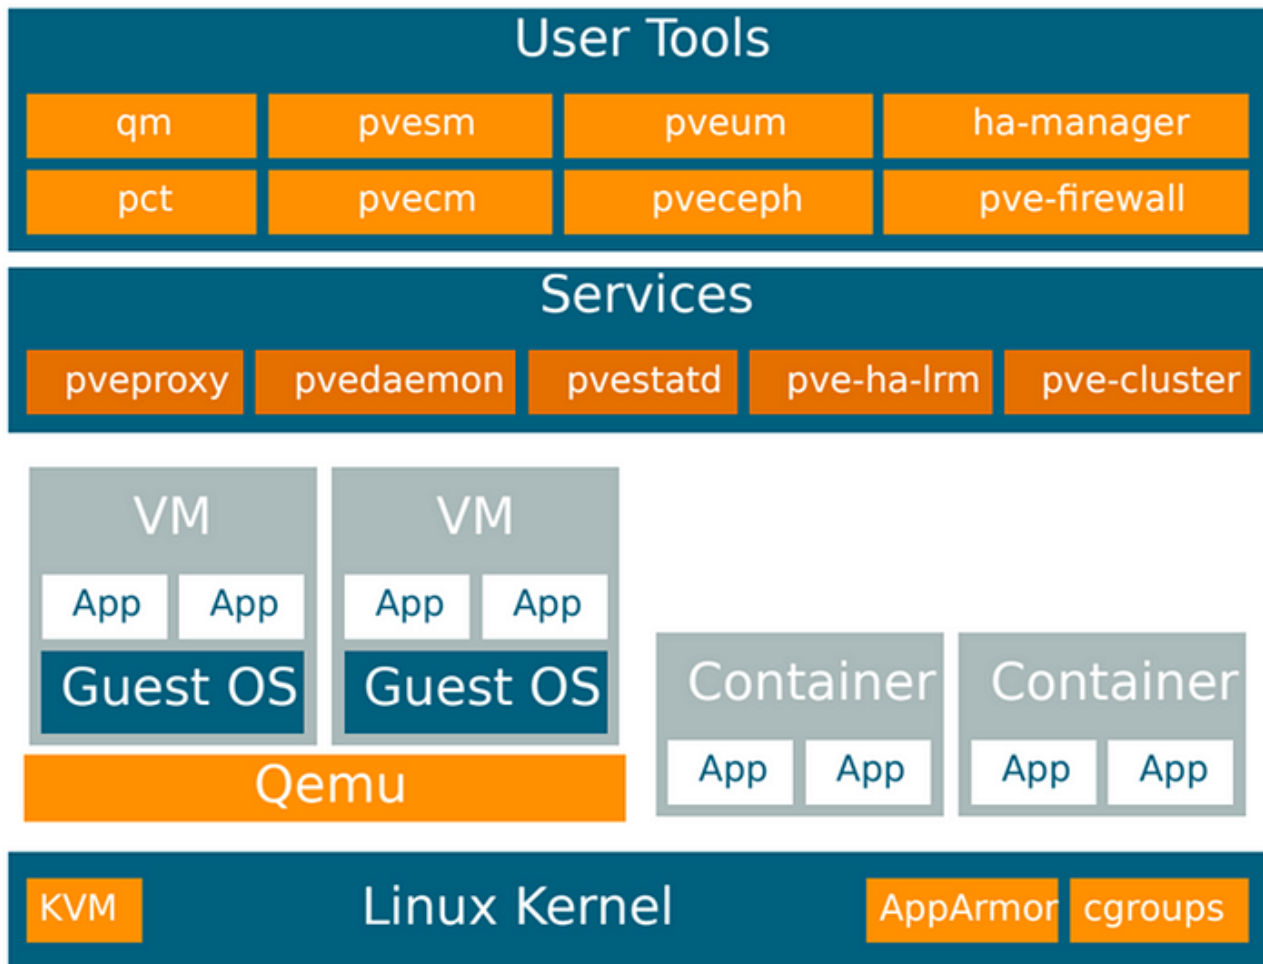 User Tools
qm pvesm pveum ha-manager
pct pvecm pveceph pve-firewall
Services
pveproxy pvedaemon pvestatd pve-ha-lrm pve-cluster
VM VM
App App App App
Guest OS Guest OS
Container Container
Qemu
App App App App
KVM Linux Kernel AppArmor cgroups